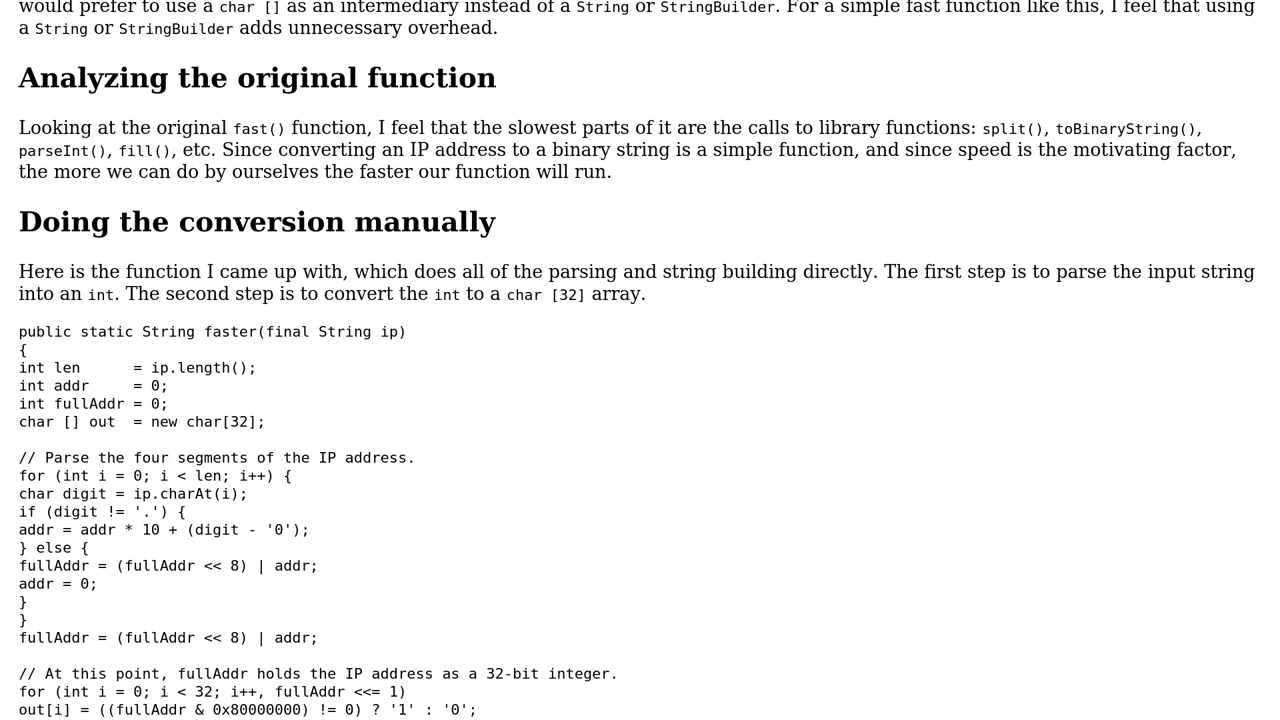 would prefer to use a char [] as an intermediary instead of a String or StringBuilder. For a simple fast function like this, I feel that using
a String or StringBuilder adds unnecessary overhead.
Analyzing the original function
Looking at the original fast() function, I feel that the slowest parts of it are the calls to library functions: split(), toBinaryString(),
parseInt(), fill(), etc. Since converting an IP address to a binary string is a simple function, and since speed is the motivating factor,
the more we can do by ourselves the faster our function will run.
Doing the conversion manually
Here is the function I came up with, which does all of the parsing and string building directly. The first step is to parse the input string
into an int. The second step is to convert the int to a char [32] array.
public static String faster(final String ip)
{
int len      = ip.length();
int addr     = 0;
int fullAddr = 0;
char [] out  = new char[32];
// Parse the four segments of the IP address.
for (int i = 0; i < len; i++) {
char digit = ip.charAt(i);
if (digit != '.') {
addr = addr * 10 + (digit - '0');
} else {
fullAddr = (fullAddr << 8) | addr;
addr = 0;
}
}
fullAddr = (fullAddr << 8) | addr;
// At this point, fullAddr holds the IP address as a 32-bit integer.
for (int i = 0; i < 32; i++, fullAddr <<= 1)
out[i] = ((fullAddr & 0x80000000) != 0) ? '1' : '0';